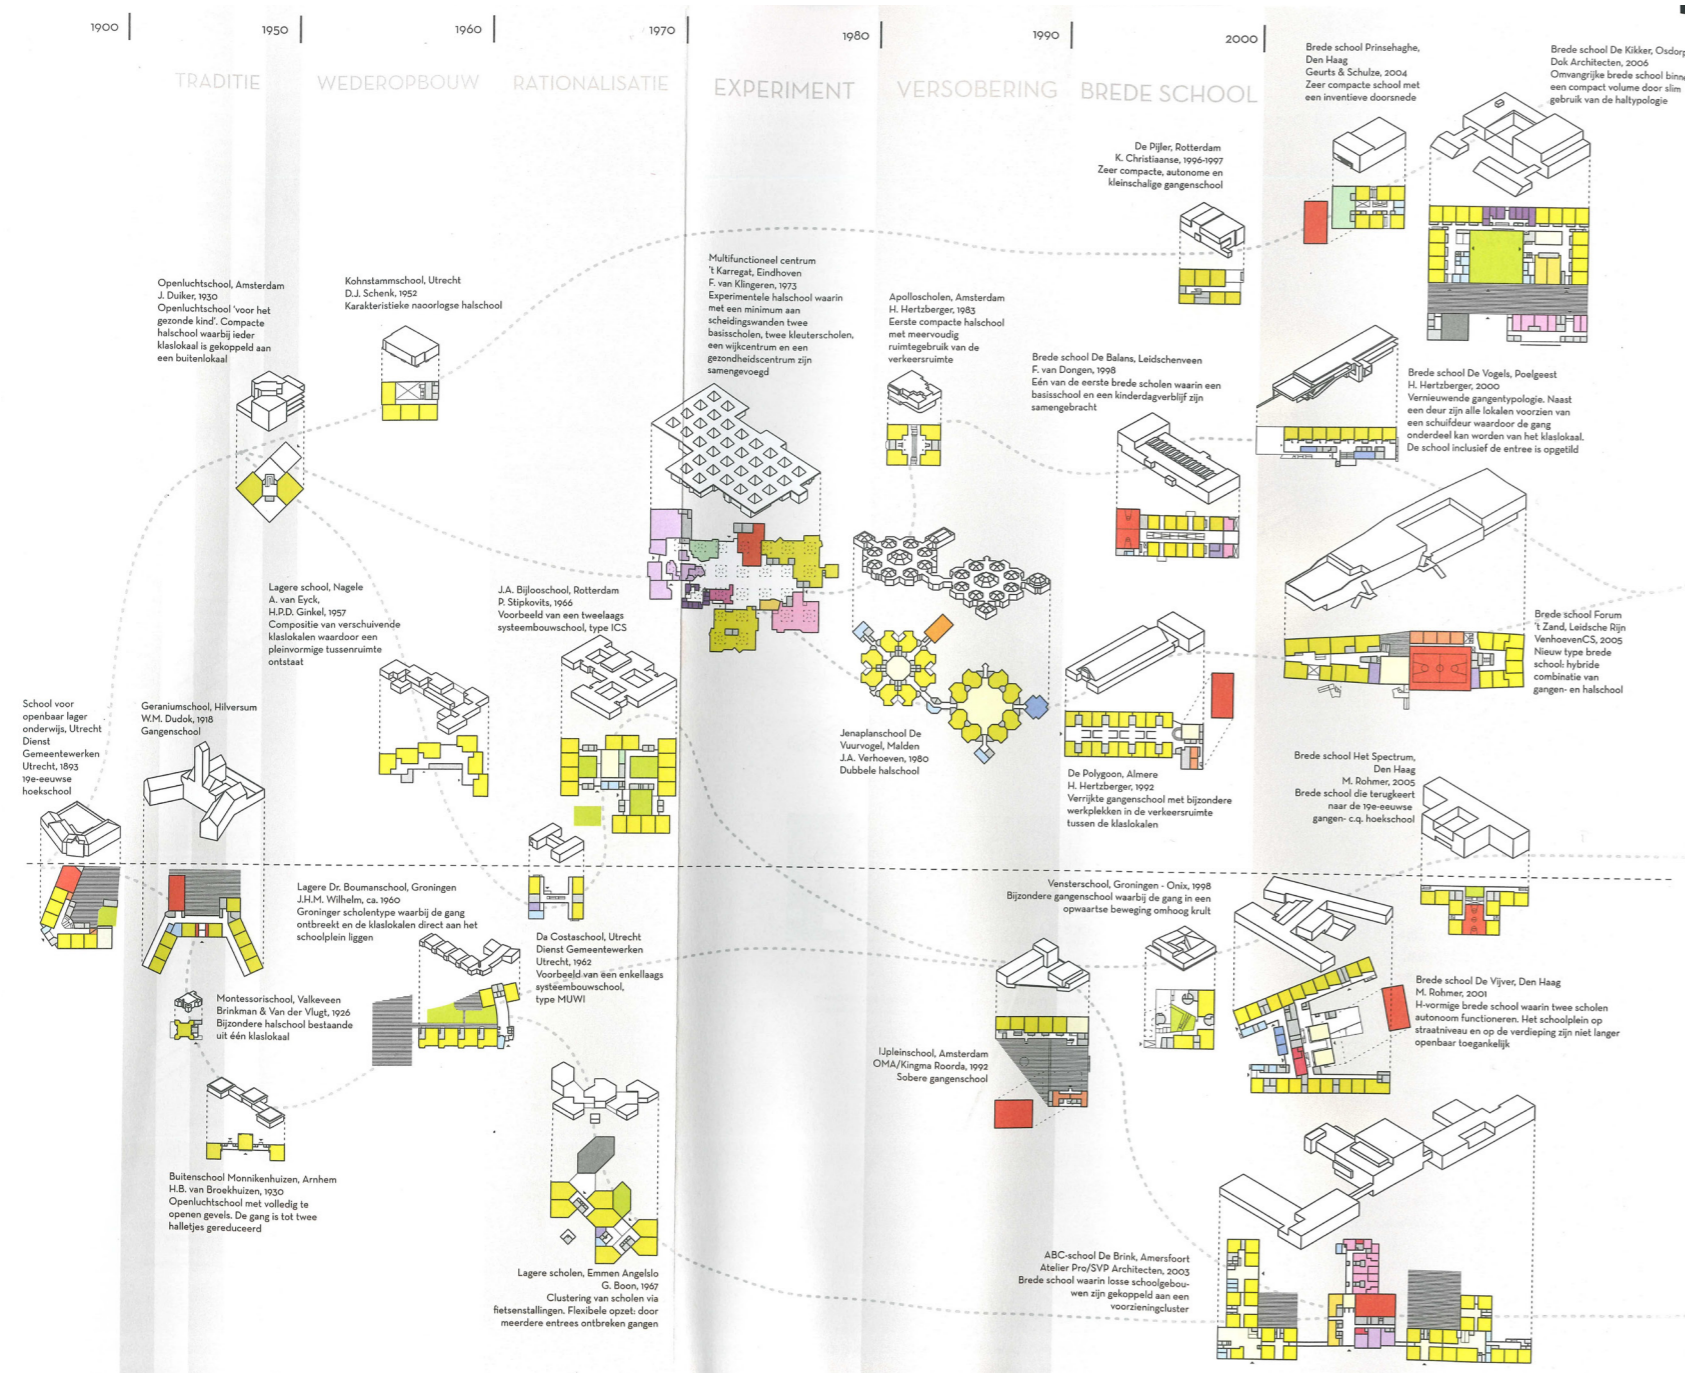 1900
1950
1960
1970
1980
1990
2000
TRADITIE
WEDEROPBOUW
RATIONALISATIE
EXPERIMENT
VERSOBERING
BREDE SCHOOL
Brede school Prinsehaghe,
Den Haag
Geurts & Schulze, 2004
Zeer compacte school met
een inventieve doorsnede
Brede school De Kikker, Osdorp
Dok Architecten, 2006
Omvangrijke brede school binne
een compact volume door slim
gebruik van de haltypologie
De Pijler, Rotterdam
K. Christiaanse, 1996-1997
Zeer compacte, autonome en
kleinschalige gangenschool
Openluchtschool, Amsterdam
J. Duiker, 1930
Openluchtschool 'voor het
gezonde kind'. Compacte
halschool waarbij ieder
klaslokaal is gekoppeld aan
een buitenlokaal
Kohnstammschool, Utrecht
D.J. Schenk, 1952
Karakteristieke naoorlogse halschool
Multifunctioneel centrum
't Karregat, Eindhoven
F. van Klingeren, 1973
Experimentele halschool waarin
met een minimum aan
scheidingswanden twee
basisscholen, twee kleuterscholen,
een wijkcentrum en een
gezondheidscentrum zijn
samengevoegd
Apolloscholen, Amsterdam
H. Hertzberger, 1983
Eerste compacte halschool
met meervoudig
ruimtegebruik van de
verkeersruimte
Brede school De Balans, Leidschenveen
F. van Dongen, 1998
Eén van de eerste brede scholen waarin een
basisschool en een kinderdagverblijf zijn
samengebracht
Brede school De Vogels, Poelgeest
H. Hertzberger, 2000
Vernieuwende gangentypologie. Naast
een deur zijn alle lokalen voorzien van
een schuifdeur waardoor de gang
onderdeel kan worden van het klaslokaal.
De school inclusief de entree is opgetild
Lagere school, Nagele
A. van Eyck,
H.P.D. Ginkel, 1957
Compositie van verschuivende
klaslokalen waardoor een
pleinvormige tussenruimte
ontstaat
J.A. Bijlooschool, Rotterdam
P. Stipkovits, 1966
Voorbeeld van een tweelaags
systeembouwschool, type ICS
Brede school Forum
't Zand, Leidsche Rijn
VenhoevenCS, 2005
Nieuw type brede
school: hybride
combinatie van
gangen- en halschool
School voor
openbaar lager
onderwijs, Utrecht
Dienst
Gemeentewerken
Utrecht, 1893
19e-eeuwse
hoekschool
Geraniumschool, Hilversum
W.M. Dudok, 1918
Gangenschool
Jenaplanschool De
Vuurvogel, Malden
J.A. Verhoeven, 1980
Dubbele halschool
De Polygoon, Almere
H. Hertzberger, 1992
Verrijkte gangenschool met bijzondere
werkplekken in de verkeersruimte
tussen de klaslokalen
Brede school Het Spectrum,
Den Haag
M. Rohmer, 2005
Brede school die terugkeert
naar de 19e-eeuwse
gangen- c.q. hoekschool
Lagere Dr. Boumanschool, Groningen
J.H.M. Wilhelm, ca. 1960
Groninger scholentype waarbij de gang
ontbreekt en de klaslokalen direct aan het
schoolplein liggen
Vensterschool, Groningen - Onix, 1998
Bijzondere gangenschool waarbij de gang in een
opwaartse beweging omhoog krult
Da Costaschool, Utrecht
Dienst Gemeentewerken
Utrecht, 1962
Voorbeeld van een enkellaags
systeembouwschool,
type MUWI
Montessorischool, Valkeveen
Brinkman & Van der Vlugt, 1926
Bijzondere halschool bestaande
uit één klaslokaal
Brede school De Vijver, Den Haag
M. Rohmer, 2001
H-vormige brede school waarin twee scholen
autonoom functioneren. Het schoolplein op
straatniveau en op de verdieping zijn niet langer
openbaar toegankelijk
IJpleinschool, Amsterdam
OMA/Kingma Roorda, 1992
Sobere gangenschool
Buitenschool Monnikenhuizen, Arnhem
H.B. van Broekhuizen, 1930
Openluchtschool met volledig te
openen gevels. De gang is tot twee
halletjes gereduceerd
Lagere scholen, Emmen Angelslo
G. Boon, 1967
Clustering van scholen via
fietsenstallingen. Flexibele opzet: door
meerdere entrees ontbreken gangen
ABC-school De Brink, Amersfoort
Atelier Pro/SVP Architecten, 2003
Brede school waarin losse schoolgebou-
wen zijn gekoppeld aan een
voorzieningcluster